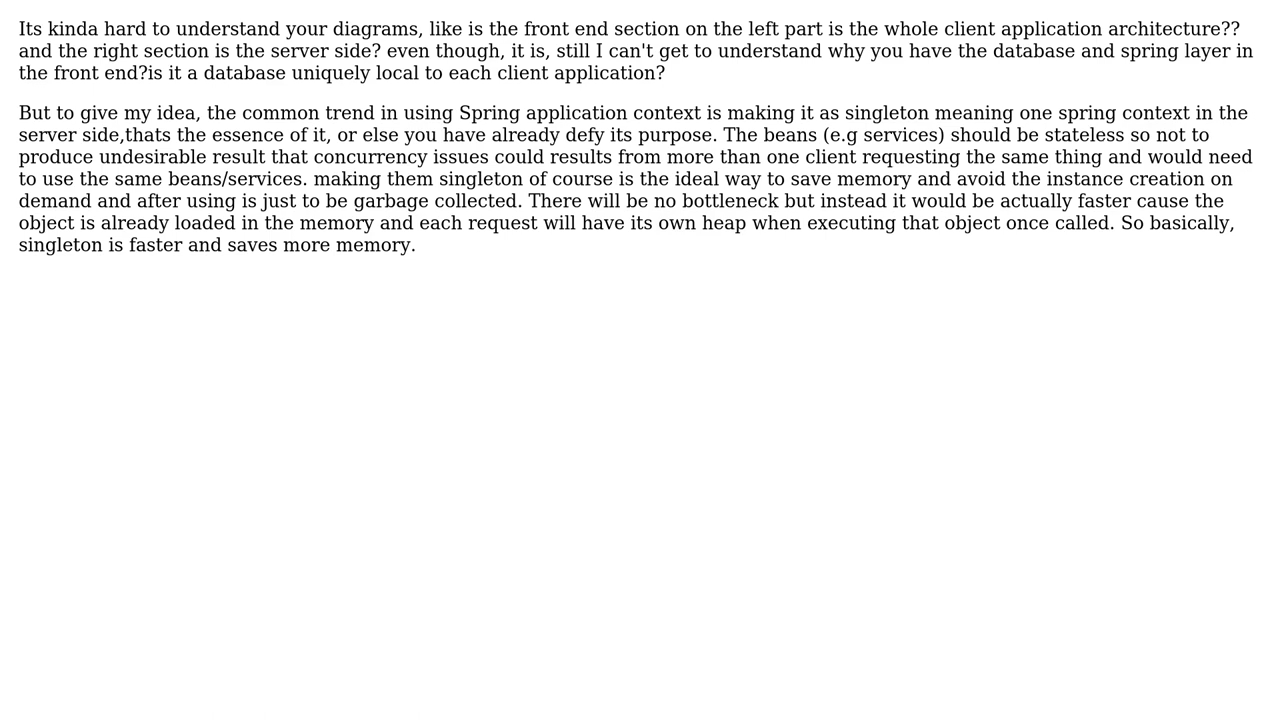 Its kinda hard to understand your diagrams, like is the front end section on the left part is the whole client application architecture??
and the right section is the server side? even though, it is, still I can't get to understand why you have the database and spring layer in
the front end?is it a database uniquely local to each client application?
But to give my idea, the common trend in using Spring application context is making it as singleton meaning one spring context in the
server side,thats the essence of it, or else you have already defy its purpose. The beans (e.g services) should be stateless so not to
produce undesirable result that concurrency issues could results from more than one client requesting the same thing and would need
to use the same beans/services. making them singleton of course is the ideal way to save memory and avoid the instance creation on
demand and after using is just to be garbage collected. There will be no bottleneck but instead it would be actually faster cause the
object is already loaded in the memory and each request will have its own heap when executing that object once called. So basically,
singleton is faster and saves more memory.